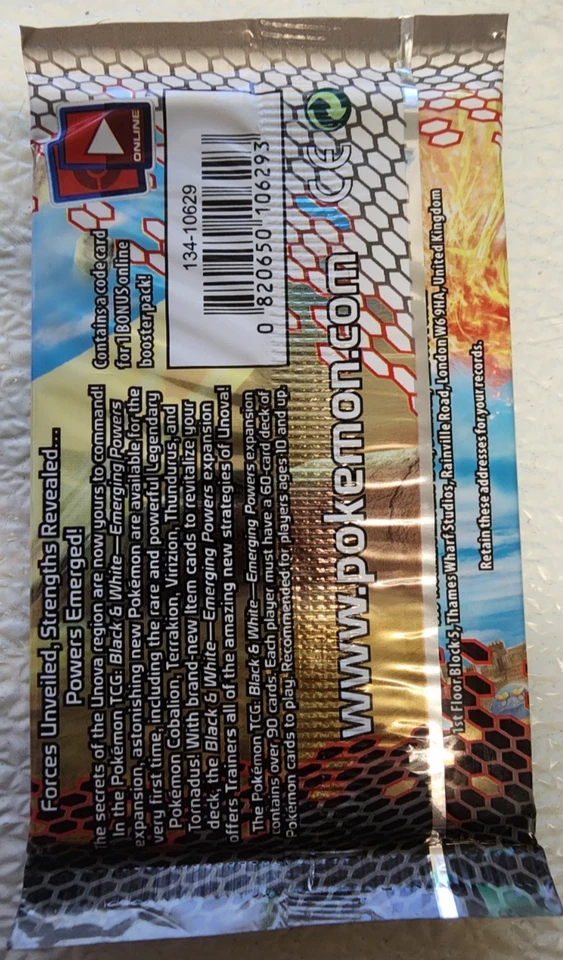 Forces Unveiled, Strengths Revealed...
Powers Emerged!
he secrets of the Unova region are now yours to command!
In the Pokémon TCG: Black & White—Emerging Powers
expansion, astonishing new Pokémon are available for the
very first time, including the rare and powerful Legendary
Pokémon Cobalion, Terrakion, Virizion, Thundurus, and
Tornadus! With brand-new Item cards to revitalize your
deck, the Black & White—Emerging Powers expansion
offers Trainers all of the amazing new strategies of Unova!
The Pokémon TCG: Black & White—Emerging Powers expansion
contains over 90 cards. Each player must have a 60-card deck of
Pokémon cards to play. Recommended for players ages 10 and up.
ONLINE
Contains a code card
for 1 BONUS online
booster pack!
134-10629
0 820650 106293
CE
www.pokemon.com
1st Floor Block 5, Thames Wharf Studios, Rainville Road, London W6 9HA, United Kingdom
Retain these addresses for your records.